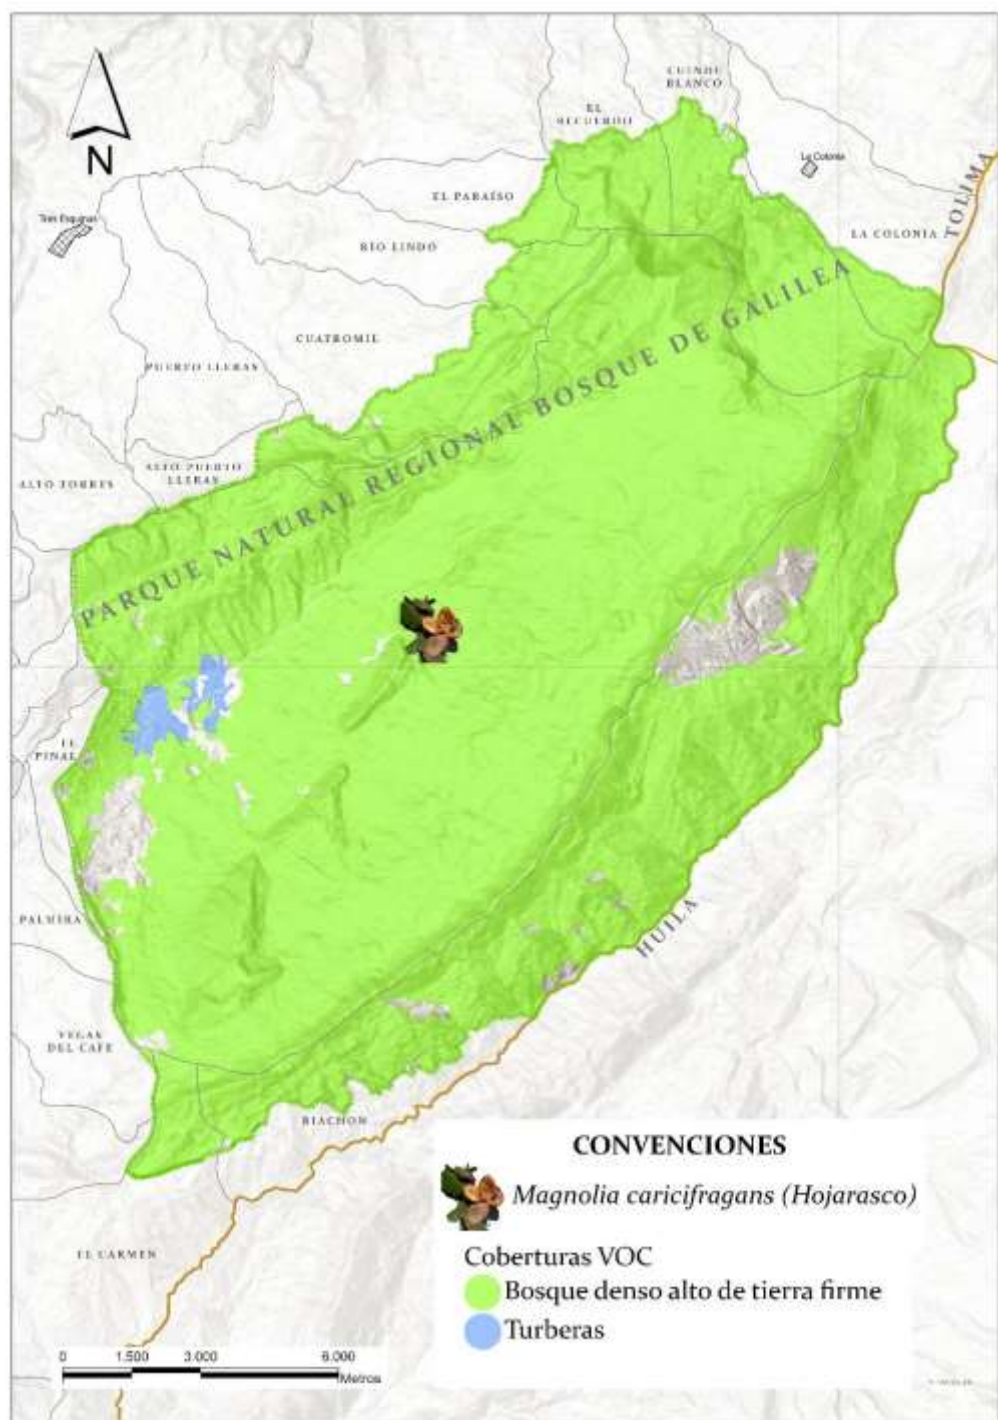 CUINDE
BLANCO
EL
RECUERDO
La Colonia
N
EL PARAÍSO
TOLIMA
Tres Esquinas
RIO LINDO
LA COLONIA
CUATROMIL
PUERTO LLERAS
PARQUE NATURAL REGIONAL BOSQUE DE GALILEA
ALTO PUERTO
LLERAS
ALTO TORRES
EL
PINAL
PALMIRA
HUILA
VEGAS
DEL CAFE
RIACHON
EL CARMEN
CONVENCIONES
Magnolia caricifragans (Hojarasco)
Coberturas VOC
Bosque denso alto de tierra firme
Turberas
0 1.500 3.000 6.000
Metros